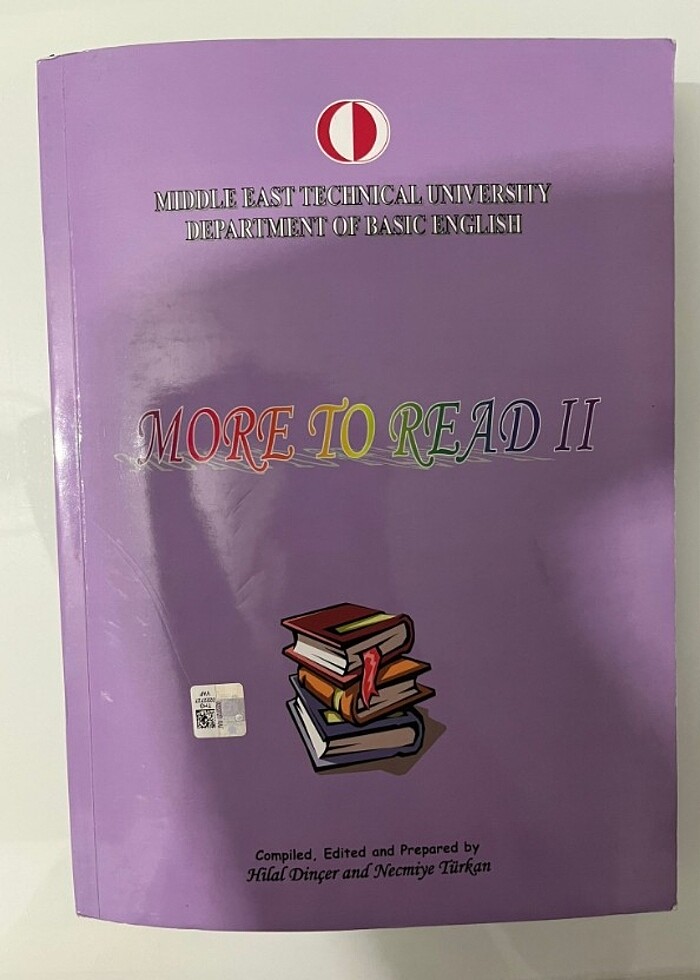 MIDDLE EAST TECHNICAL UNIVERSITY
DEPARTMENT OF BASIC ENGLISH
MORE TO READ II
Compiled, Edited and Prepared by
Hilal Dinçer and Necmiye Türkan